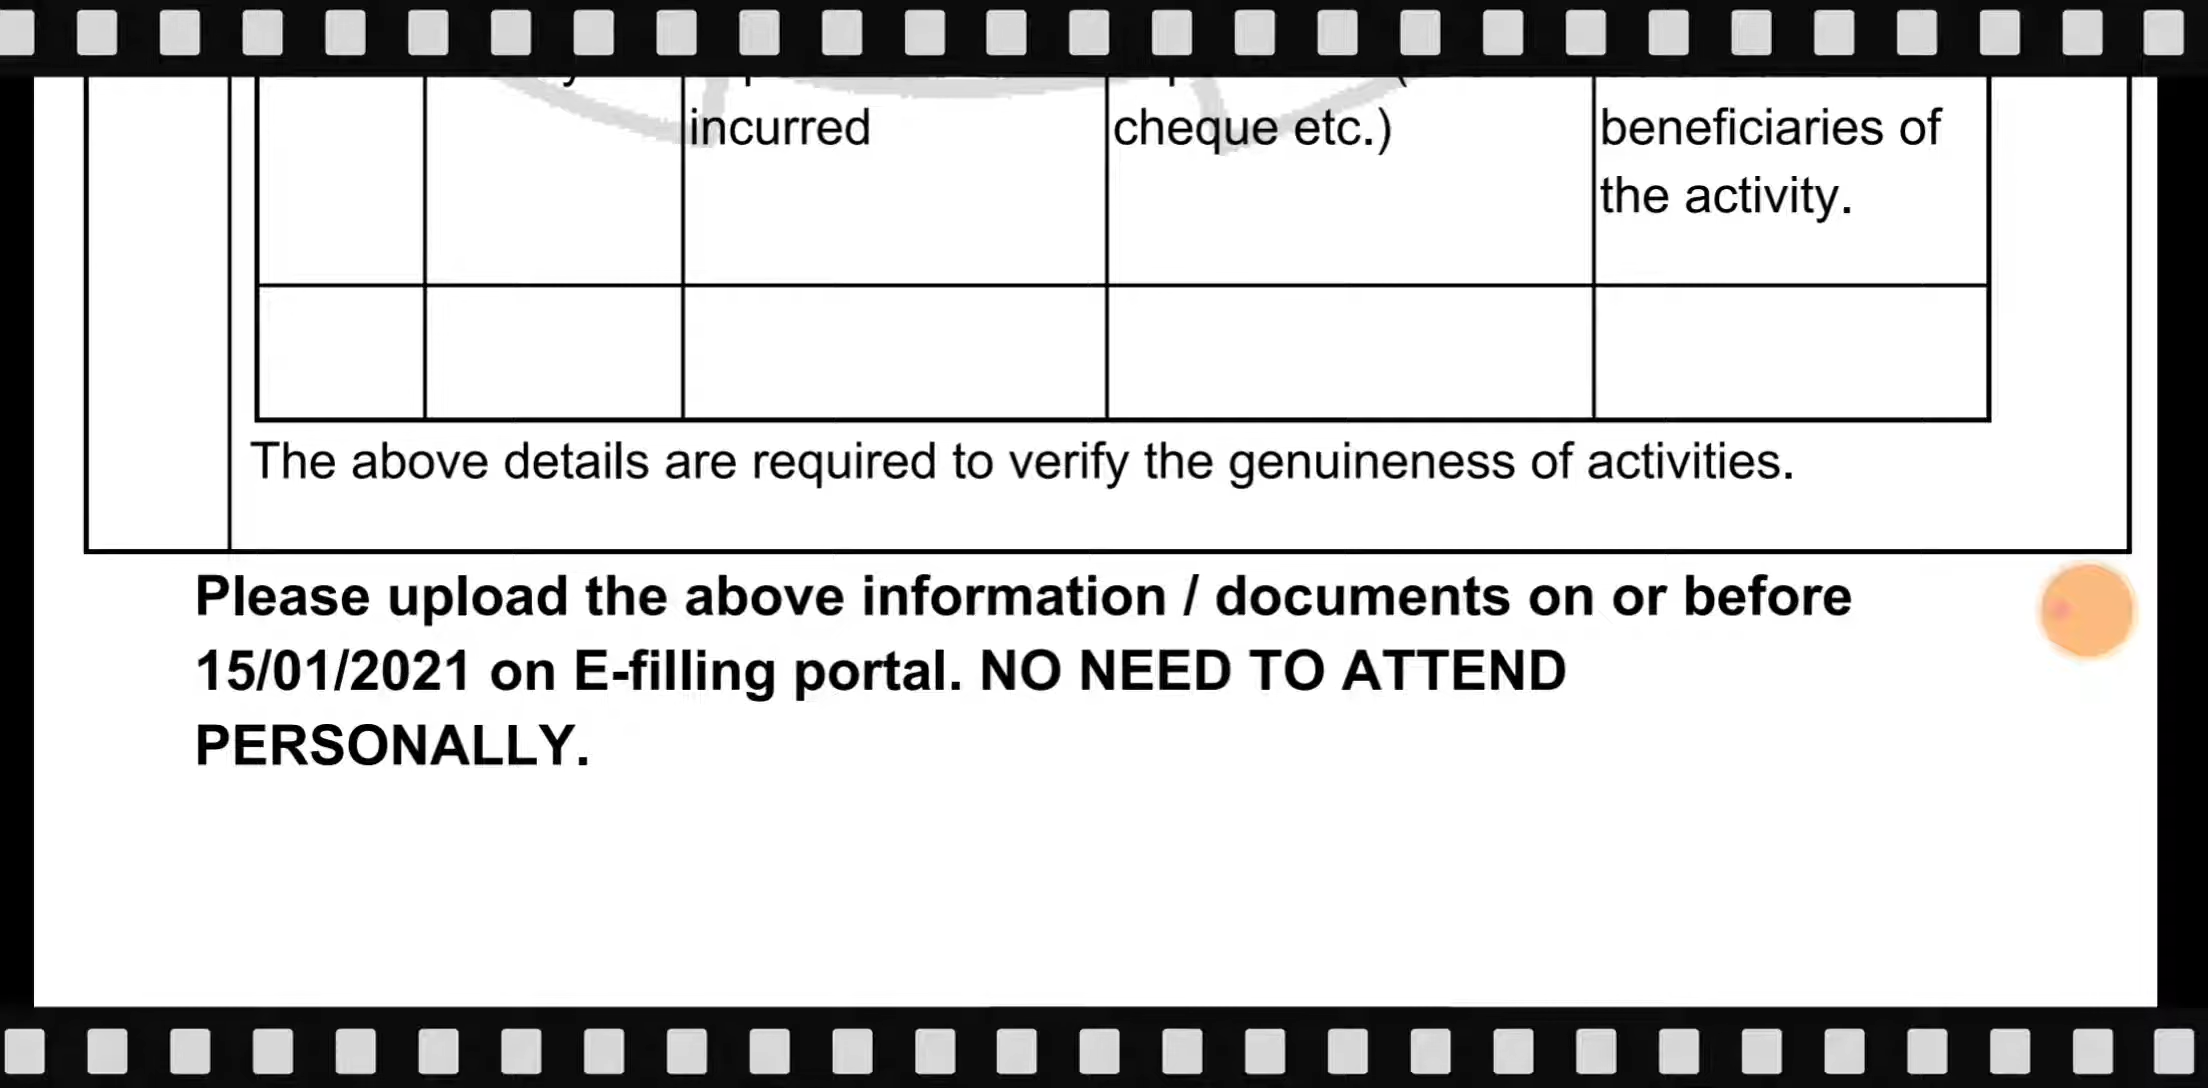 incurred
cheque etc.)
beneficiaries of
the activity.
The above details are required to verify the genuineness of activities.
Please upload the above information / documents on or before
15/01/2021 on E-filling portal. NO NEED TO ATTEND
PERSONALLY.